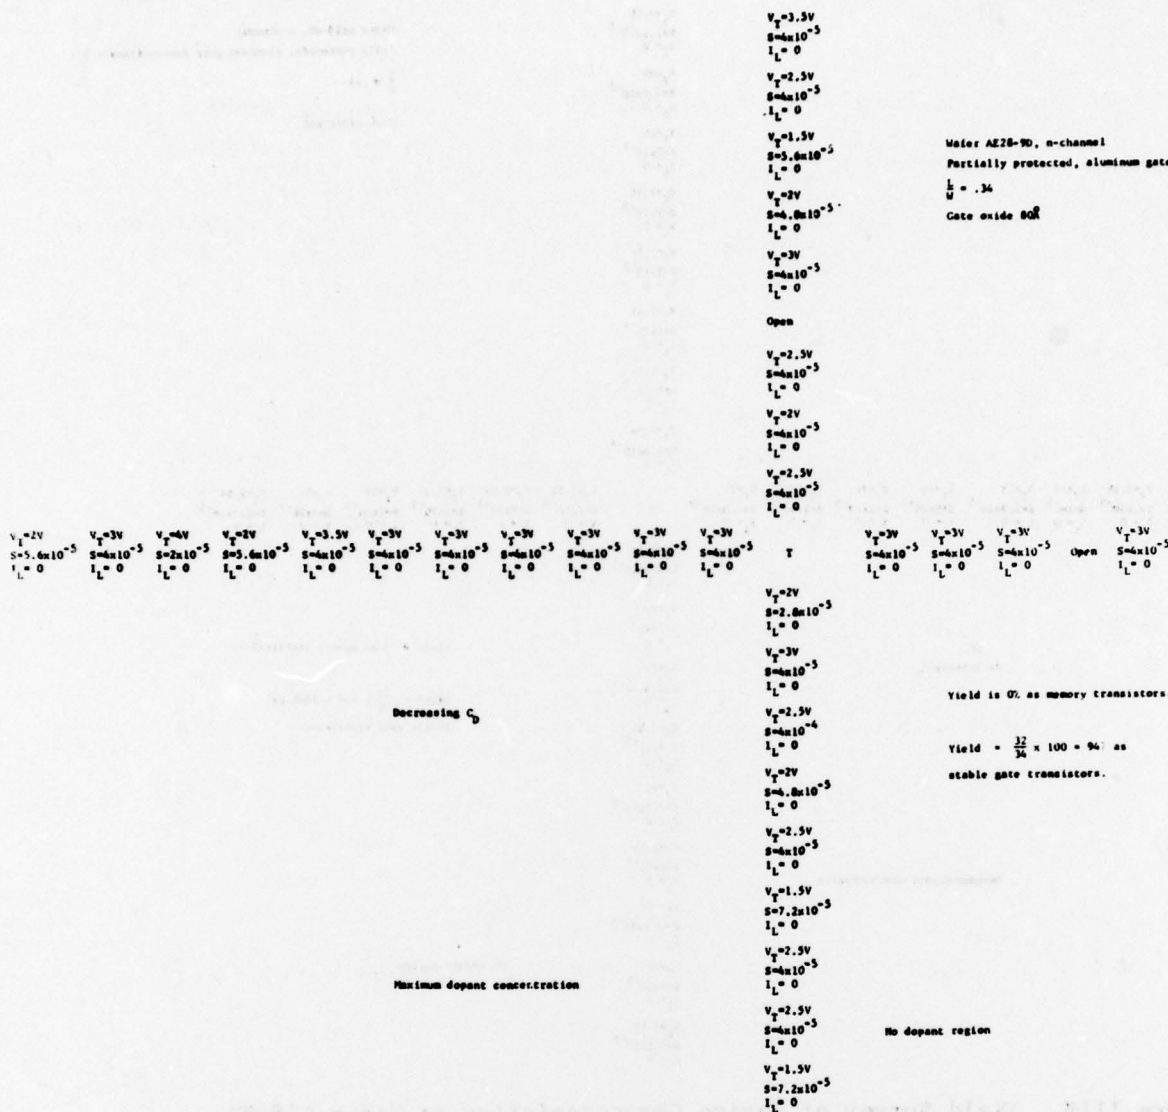 V_T=3.5V
S=4x10^-5
I_L= 0
V_T=2.5V
S=4x10^-5
I_L= 0
V_T=1.5V
S=5.6x10^-5
I_L= 0
V_T=2V
S=4.8x10^-5
I_L= 0
V_T=3V
S=4x10^-5
I_L= 0
Open
V_T=2.5V
S=4x10^-5
I_L= 0
V_T=2V
S=4x10^-5
I_L= 0
V_T=2.5V
S=4x10^-5
I_L= 0
Wafer AE28-9D, n-channel
Partially protected, aluminum gate
L/W = .34
Gate oxide 80Å
V_T=2V V_T=3V V_T=4V V_T=2V V_T=3.5V V_T=3V V_T=3V V_T=3V V_T=3V V_T=3V V_T=3V V_T=3V V_T=3V V_T=3V V_T=3V
S=5.6x10^-5 S=4x10^-5 S=2x10^-5 S=5.6x10^-5 S=4x10^-5 S=4x10^-5 S=4x10^-5 S=4x10^-5 S=4x10^-5 S=4x10^-5 S=4x10^-5 T S=4x10^-5 S=4x10^-5 S=4x10^-5 Open S=4x10^-5
I_L= 0 I_L= 0 I_L= 0 I_L= 0 I_L= 0 I_L= 0 I_L= 0 I_L= 0 I_L= 0 I_L= 0 I_L= 0 I_L= 0 I_L= 0 I_L= 0 I_L= 0
V_T=2V
S=2.8x10^-5
I_L= 0
V_T=3V
S=4x10^-5
I_L= 0
V_T=2.5V
S=4x10^-4
I_L= 0
V_T=2V
S=4.8x10^-5
I_L= 0
V_T=2.5V
S=4x10^-5
I_L= 0
V_T=1.5V
S=7.2x10^-5
I_L= 0
V_T=2.5V
S=4x10^-5
I_L= 0
V_T=2.5V
S=4x10^-5
I_L= 0
V_T=1.5V
S=7.2x10^-5
I_L= 0
Decreasing C_D
Maximum dopant concentration
Yield is 0% as memory transistors.
Yield = 32/34 x 100 = 94% as
stable gate transistors.
No dopant region